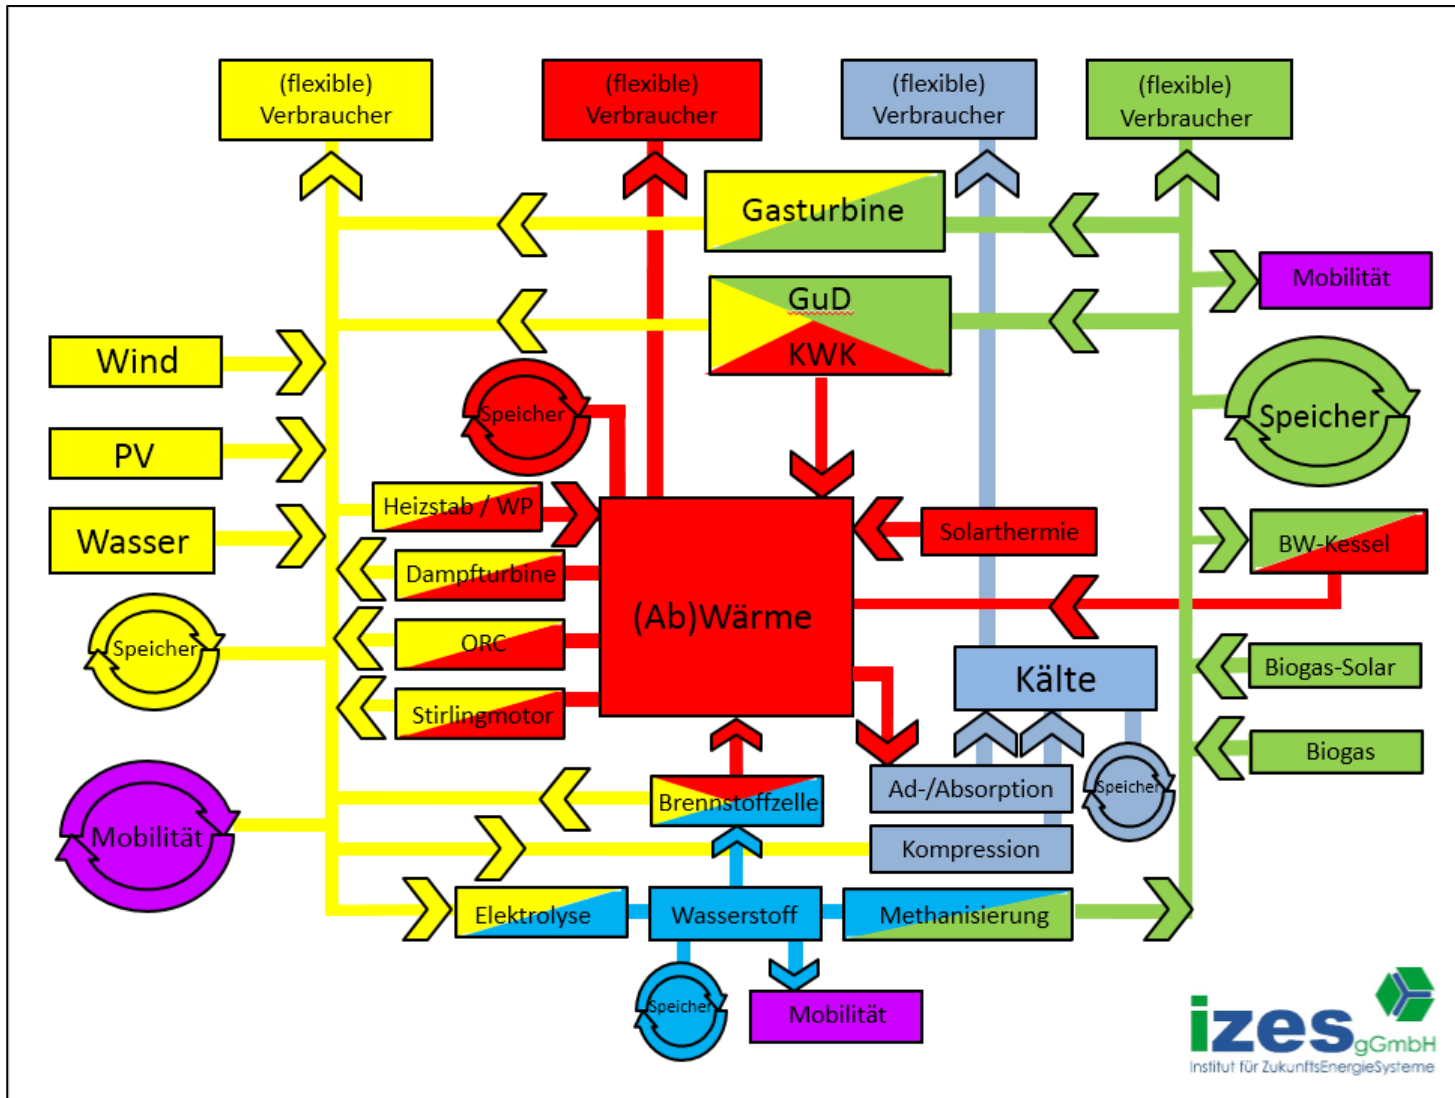 (flexible)
Verbraucher
(flexible)
Verbraucher
(flexible)
Verbraucher
(flexible)
Verbraucher
Gasturbine
Mobilität
GuD
KWK
Wind
Speicher
Speicher
PV
Heizstab / WP
Wasser
Solarthermie
BW-Kessel
Dampfturbine
(Ab)Wärme
ORC
Speicher
Kälte
Biogas-Solar
Stirlingmotor
Biogas
Ad-/Absorption
Speicher
Brennstoffzelle
Mobilität
Kompression
Elektrolyse
Wasserstoff
Methanisierung
Speicher
Mobilität
izes gGmbH
Institut für ZukunftsEnergieSysteme